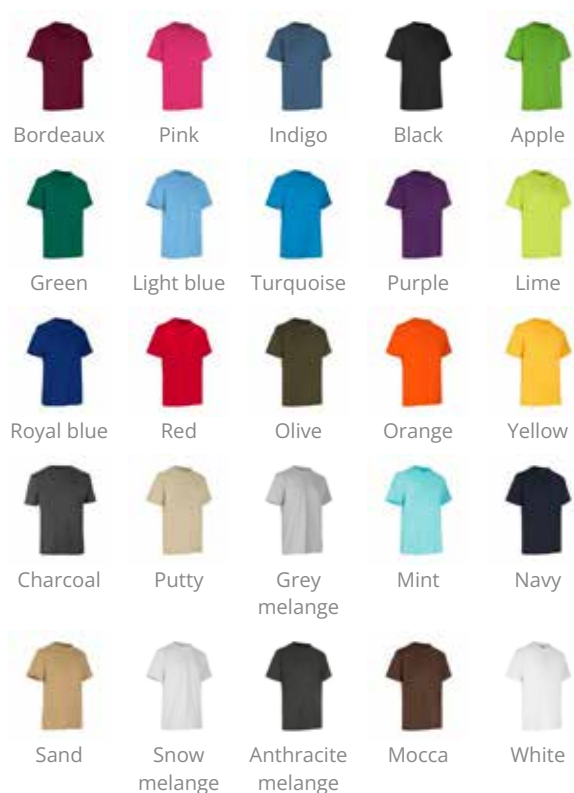 Bordeaux
Pink
Indigo
Black
Apple
Green
Light blue
Turquoise
Purple
Lime
Royal blue
Red
Olive
Orange
Yellow
Charcoal
Putty
Grey
melange
Mint
Navy
Sand
Snow
melange
Anthracite
melange
Mocca
White